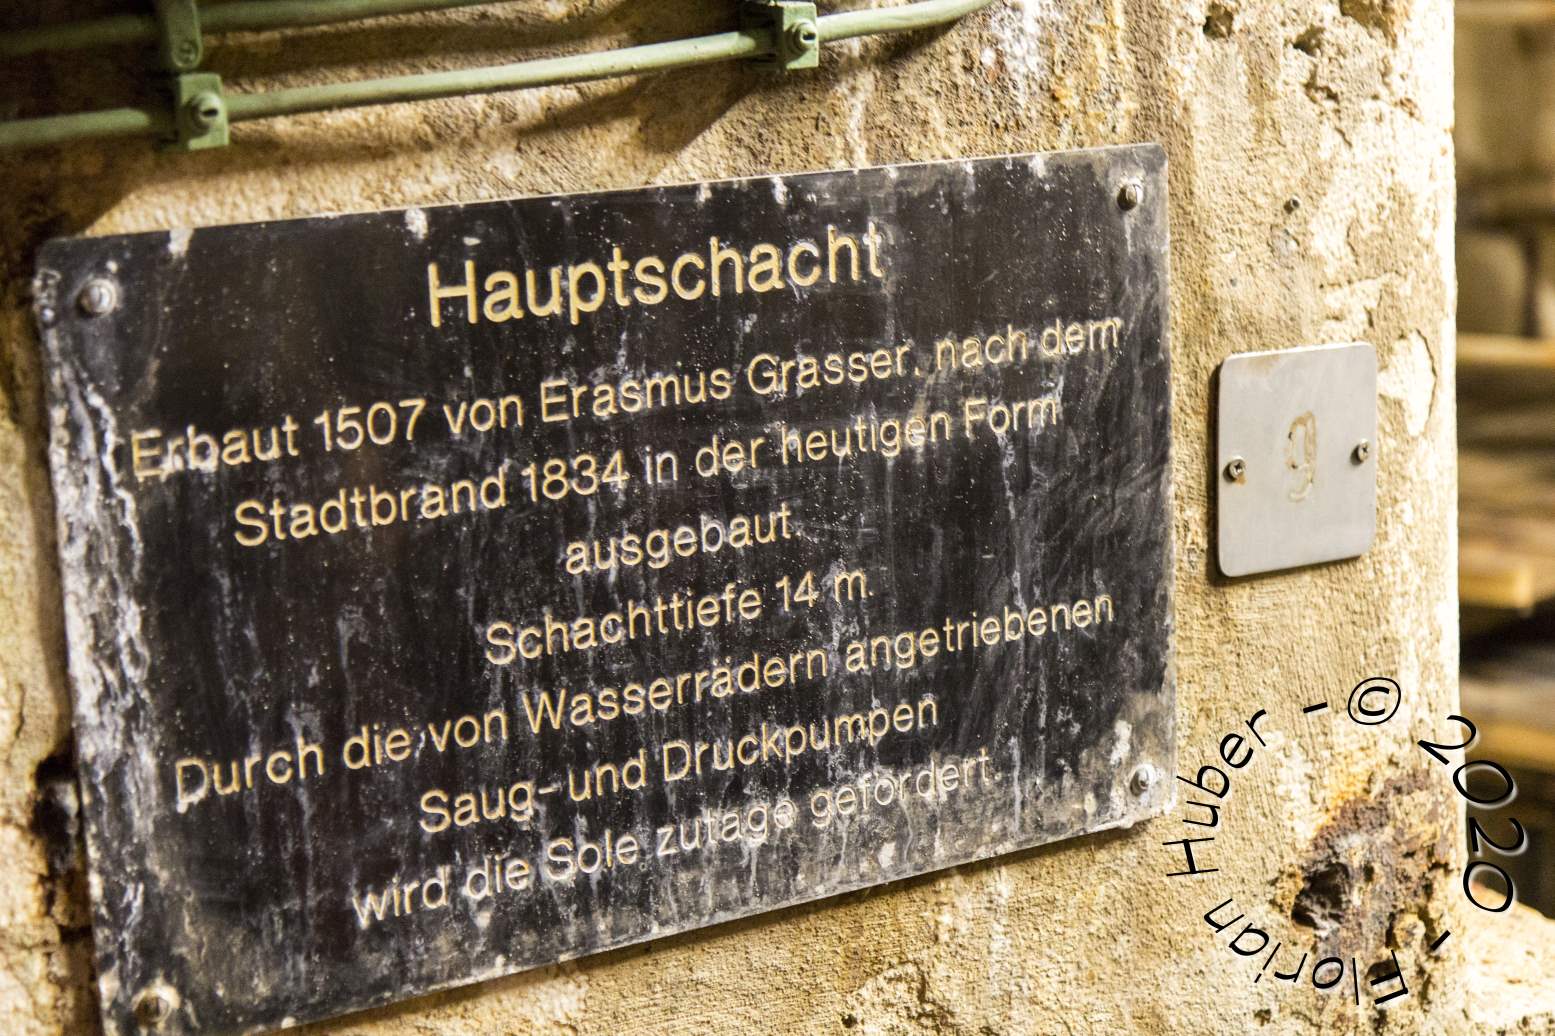 Hauptschacht
Erbaut 1507 von Erasmus Grasser, nach dem
Stadtbrand 1834 in der heutigen Form
ausgebaut.
Schachttiefe 14 m.
Durch die von Wasserrädern angetriebenen
Saug- und Druckpumpen
wird die Sole zutage gefördert.
9
© 2020 - Florian Huber -